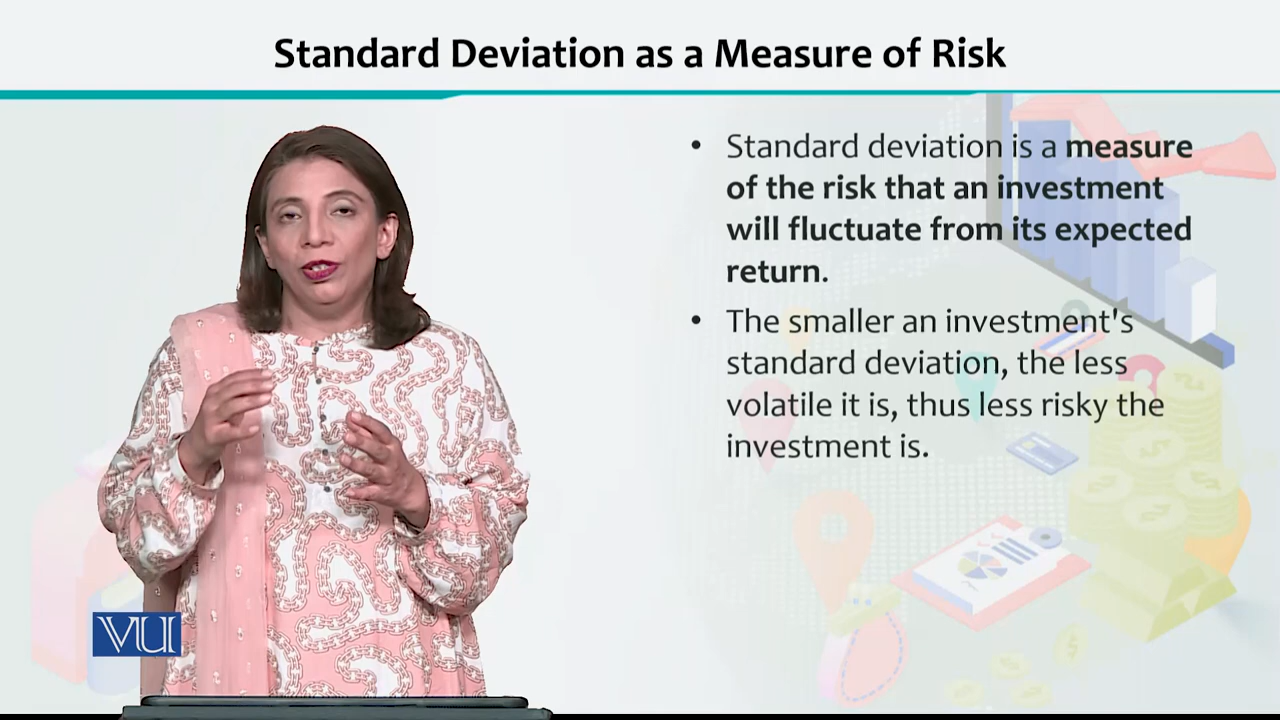 Standard Deviation as a Measure of Risk
• Standard deviation is a measure
of the risk that an investment
will fluctuate from its expected
return.
• The smaller an investment's
standard deviation, the less
volatile it is, thus less risky the
investment is.
VU